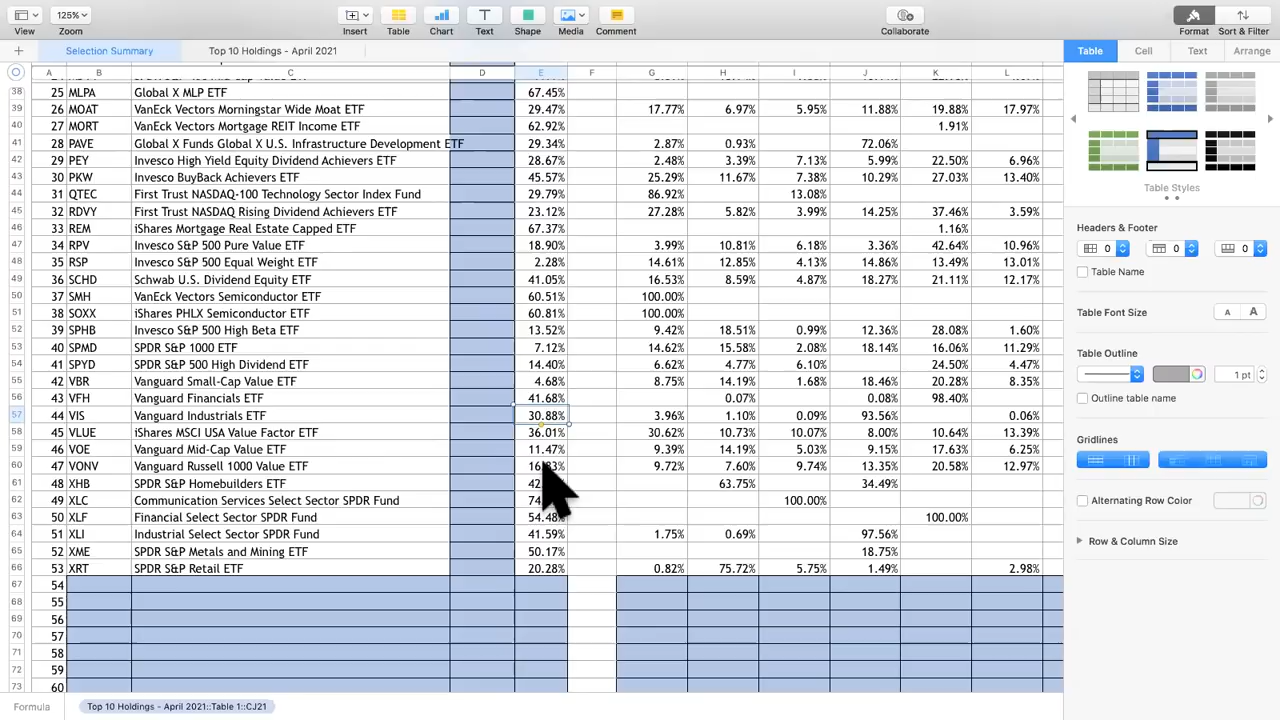 125%
View
Zoom
Insert
Table
Chart
Text
Shape
Media
Comment
Collaborate
Format
Sort & Filter
Selection Summary
Top 10 Holdings - April 2021
Table
Cell
Text
Arrange
A B C D E F G H I J K L
38 25 MLPA Global X MLP ETF 67.45%
39 26 MOAT VanEck Vectors Morningstar Wide Moat ETF 29.47% 17.77% 6.97% 5.95% 11.88% 19.88% 17.97%
40 27 MORT VanEck Vectors Mortgage REIT Income ETF 62.92% 1.91%
41 28 PAVE Global X Funds Global X U.S. Infrastructure Development ETF 29.34% 2.87% 0.93% 72.06%
42 29 PEY Invesco High Yield Equity Dividend Achievers ETF 28.67% 2.48% 3.39% 7.13% 5.99% 22.50% 6.96%
43 30 PKW Invesco BuyBack Achievers ETF 45.57% 25.29% 11.67% 7.38% 10.29% 27.03% 13.40%
44 31 QTEC First Trust NASDAQ-100 Technology Sector Index Fund 29.79% 86.92% 13.08%
45 32 RDVY First Trust NASDAQ Rising Dividend Achievers ETF 23.12% 27.28% 5.82% 3.99% 14.25% 37.46% 3.59%
46 33 REM iShares Mortgage Real Estate Capped ETF 67.37% 1.16%
47 34 RPV Invesco S&P 500 Pure Value ETF 18.90% 3.99% 10.81% 6.18% 3.36% 42.64% 10.96%
48 35 RSP Invesco S&P 500 Equal Weight ETF 2.28% 14.61% 12.85% 4.13% 14.86% 13.49% 13.01%
49 36 SCHD Schwab U.S. Dividend Equity ETF 41.05% 16.53% 8.59% 4.87% 18.27% 21.11% 12.17%
50 37 SMH VanEck Vectors Semiconductor ETF 60.51% 100.00%
51 38 SOXX iShares PHLX Semiconductor ETF 60.81% 100.00%
52 39 SPHB Invesco S&P 500 High Beta ETF 13.52% 9.42% 18.51% 0.99% 12.36% 28.08% 1.60%
53 40 SPMD SPDR S&P 1000 ETF 7.12% 14.62% 15.58% 2.08% 18.14% 16.06% 11.29%
54 41 SPYD SPDR S&P 500 High Dividend ETF 14.40% 6.62% 4.77% 6.10% 24.50% 4.47%
55 42 VBR Vanguard Small-Cap Value ETF 4.68% 8.75% 14.19% 1.68% 18.46% 20.28% 8.35%
56 43 VFH Vanguard Financials ETF 41.68% 0.07% 0.08% 98.40%
57 44 VIS Vanguard Industrials ETF 30.88% 3.96% 1.10% 0.09% 93.56% 0.06%
58 45 VLUE iShares MSCI USA Value Factor ETF 36.01% 30.62% 10.73% 10.07% 8.00% 10.64% 13.39%
59 46 VOE Vanguard Mid-Cap Value ETF 11.47% 9.39% 14.19% 5.03% 9.15% 17.63% 6.25%
60 47 VONV Vanguard Russell 1000 Value ETF 9.72% 7.60% 9.74% 13.35% 20.58% 12.97%
61 48 XHB SPDR S&P Homebuilders ETF 63.75% 34.49%
62 49 XLC Communication Services Select Sector SPDR Fund 100.00%
63 50 XLF Financial Select Sector SPDR Fund 54.48% 100.00%
64 51 XLI Industrial Select Sector SPDR Fund 41.59% 1.75% 0.69% 97.56%
65 52 XME SPDR S&P Metals and Mining ETF 50.17% 18.75%
66 53 XRT SPDR S&P Retail ETF 20.28% 0.82% 75.72% 5.75% 1.49% 2.98%
67 54
68 55
69 56
70 57
71 58
72 59
73 60
Formula
Top 10 Holdings - April 2021::Table 1::CJ21
Table Styles
Headers & Footer
0 0 0
Table Name
Table Font Size
A A
Table Outline
1 pt
Outline table name
Gridlines
Alternating Row Color
Row & Column Size